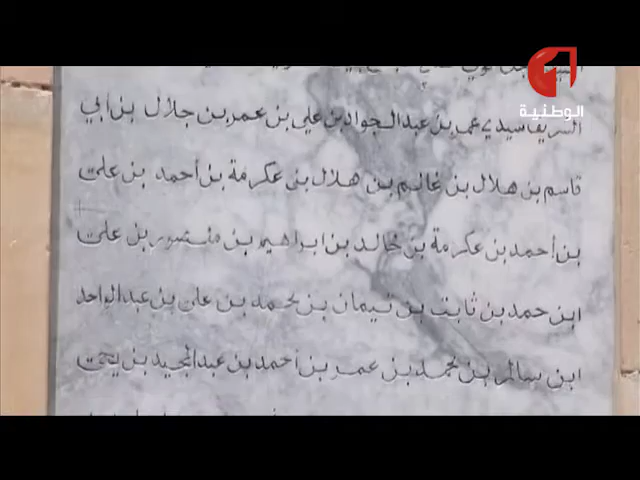 الوطنية
الشريف سيدي عمر بن عبد الجواد بن علي بن عمر بن جلال بن أبي
قاسم بن هلال بن غانم بن هلال بن عكرمة بن أحمد بن علي
بن أحمد بن عكرمة بن خالد بن ابراهيم بن منصور بن علي
ابن حمد بن ثابت بن نيمان بن محمد بن علي بن عبد الواحد
ابن سالم بن محمد بن عمر بن أحمد بن عبد المجيد بن يحي